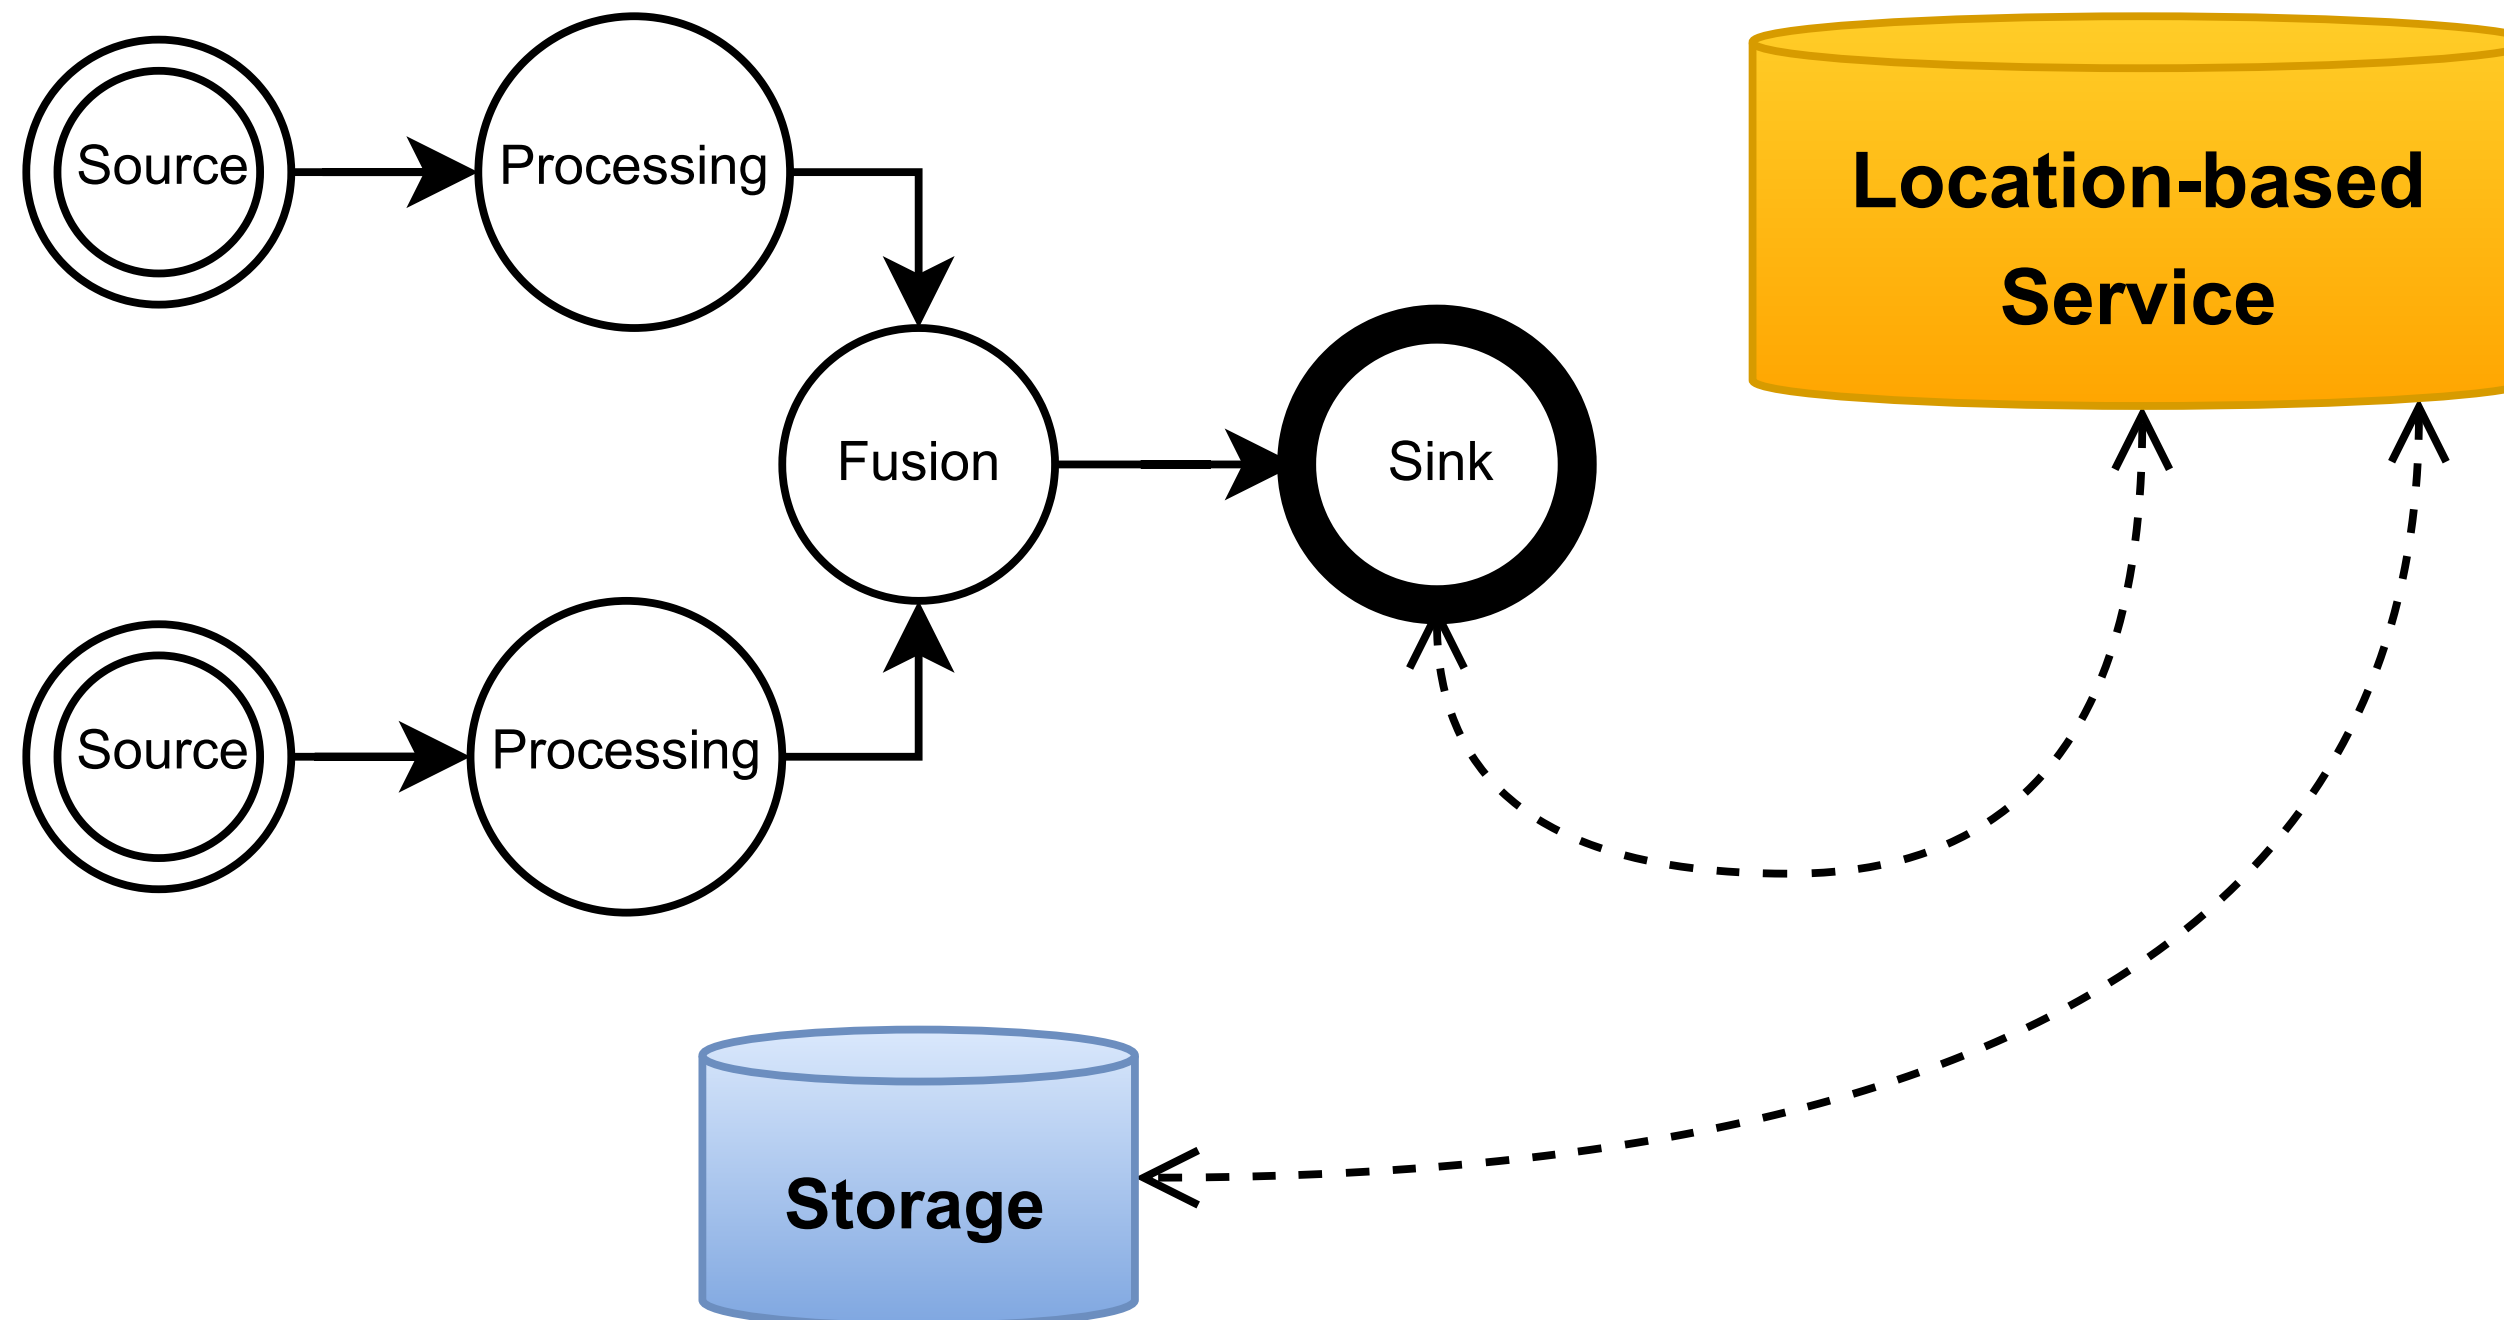 Source
Processing
Location-based
Service
Fusion
Sink
Source
Processing
Storage